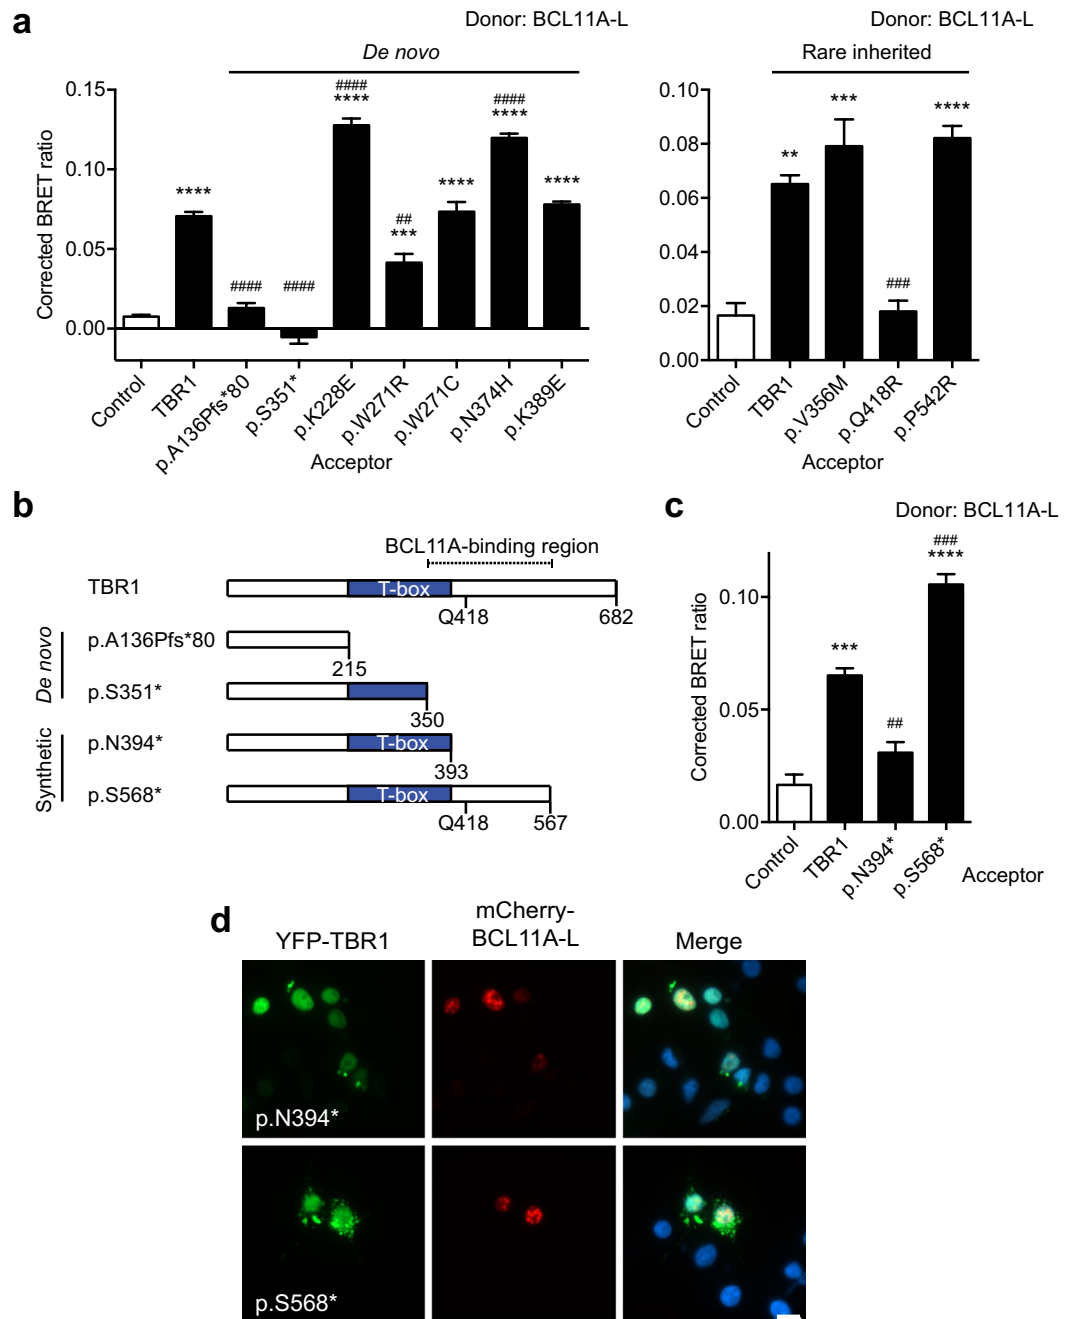 a
Donor: BCL11A-L
De novo
Corrected BRET ratio
0.15
0.10
0.05
0.00
****
####
####
####
****
##
***
****
####
****
****
Control
TBR1
p.A136Pfs*80
p.S351*
p.K228E
p.W271R
p.W271C
p.N374H
p.K389E
Acceptor
Donor: BCL11A-L
Rare inherited
0.10
0.08
0.06
0.04
0.02
0.00
**
***
###
****
Control
TBR1
p.V356M
p.Q418R
p.P542R
Acceptor
b
BCL11A-binding region
TBR1
T-box
Q418
682
De novo
p.A136Pfs*80
215
p.S351*
350
Synthetic
p.N394*
T-box
393
p.S568*
T-box
Q418
567
c
Donor: BCL11A-L
Corrected BRET ratio
0.10
0.05
0.00
***
##
###
****
Control
TBR1
p.N394*
p.S568*
Acceptor
d
YFP-TBR1
mCherry-
BCL11A-L
Merge
p.N394*
p.S568*